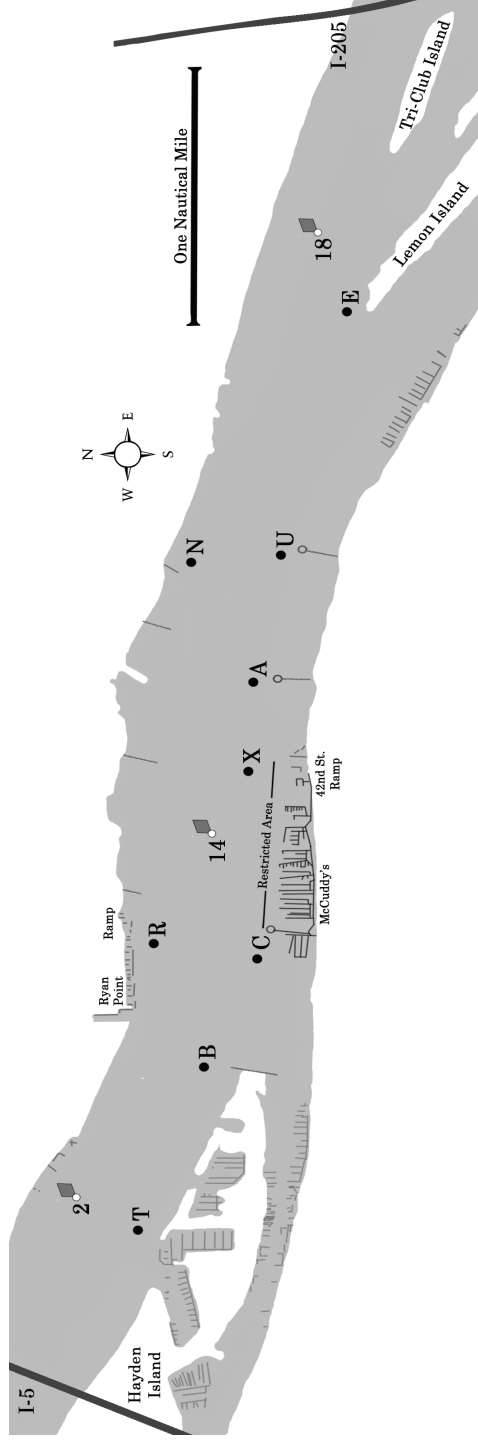 I-5
Hayden
Island
2
T
B
Ryan
Point
Ramp
R
C
14
Restricted Area
McCuddy's
42nd St.
Ramp
X
A
N
U
N
W
E
S
One Nautical Mile
E
18
I-205
Lemon Island
Tri-Club Island